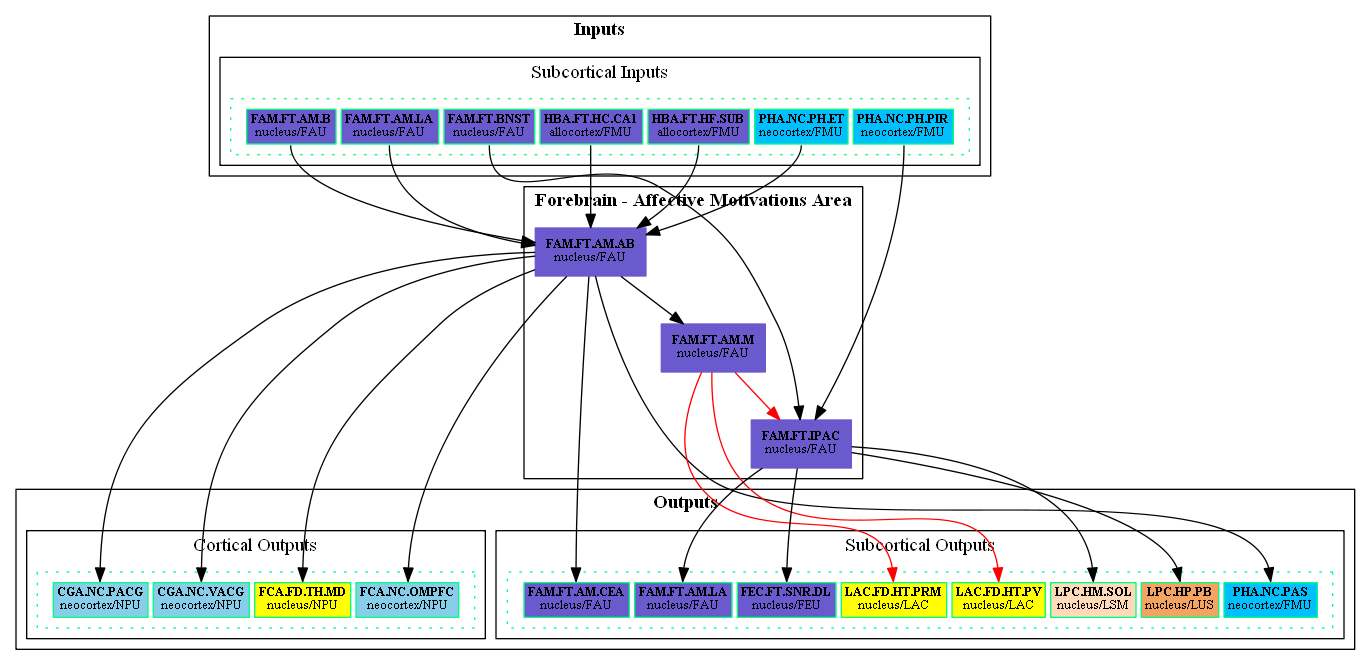 Inputs
Subcortical Inputs
FAM.FT.AM.B
nucleus/FAU
FAM.FT.AM.LA
nucleus/FAU
FAM.FT.BNST
nucleus/FAU
HBA.FT.HC.CA1
allocortex/FMU
HBA.FT.HF.SUB
allocortex/FMU
PHA.NC.PH.ET
neocortex/FMU
PHA.NC.PH.PIR
neocortex/FMU
Forebrain - Affective Motivations Area
FAM.FT.AM.AB
nucleus/FAU
FAM.FT.AM.M
nucleus/FAU
FAM.FT.IPAC
nucleus/FAU
Outputs
Cortical Outputs
CGA.NC.PACG
neocortex/NPU
CGA.NC.VACG
neocortex/NPU
FCA.FD.TH.MD
nucleus/NPU
FCA.NC.OMPFC
neocortex/NPU
Subcortical Outputs
FAM.FT.AM.CEA
nucleus/FAU
FAM.FT.AM.LA
nucleus/FAU
FEC.FT.SNR.DL
nucleus/FEU
LAC.FD.HT.PRM
nucleus/LAC
LAC.FD.HT.PV
nucleus/LAC
LPC.HM.SOL
nucleus/LSM
LPC.HP.PB
nucleus/LUS
PHA.NC.PAS
neocortex/FMU